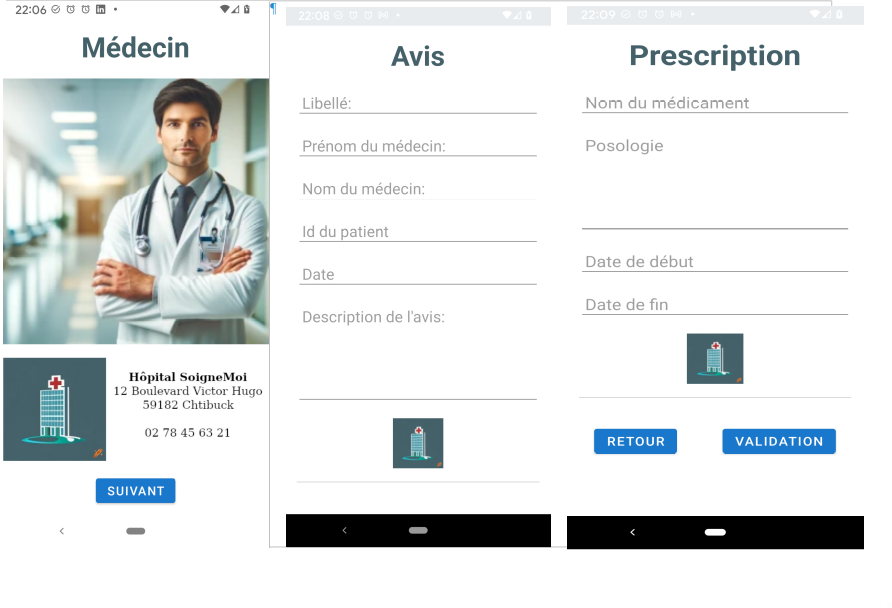 22:06
Médecin
Hôpital SoigneMoi
12 Boulevard Victor Hugo
59182 Chtibuck
02 78 45 63 21
SUIVANT
¶
22:08
Avis
Libellé:
Prénom du médecin:
Nom du médecin:
Id du patient
Date
Description de l'avis:
22:09
Prescription
Nom du médicament
Posologie
Date de début
Date de fin
RETOUR
VALIDATION